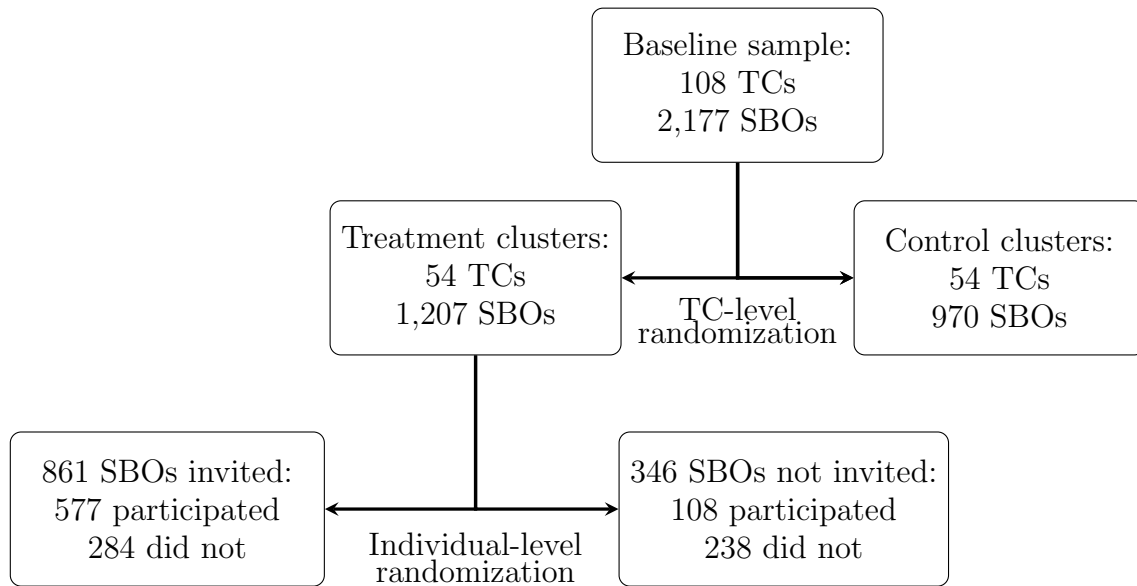 Baseline sample:
108 TCs
2,177 SBOs
Treatment clusters:
54 TCs
1,207 SBOs
TC-level
randomization
Control clusters:
54 TCs
970 SBOs
861 SBOs invited:
577 participated
284 did not
Individual-level
randomization
346 SBOs not invited:
108 participated
238 did not